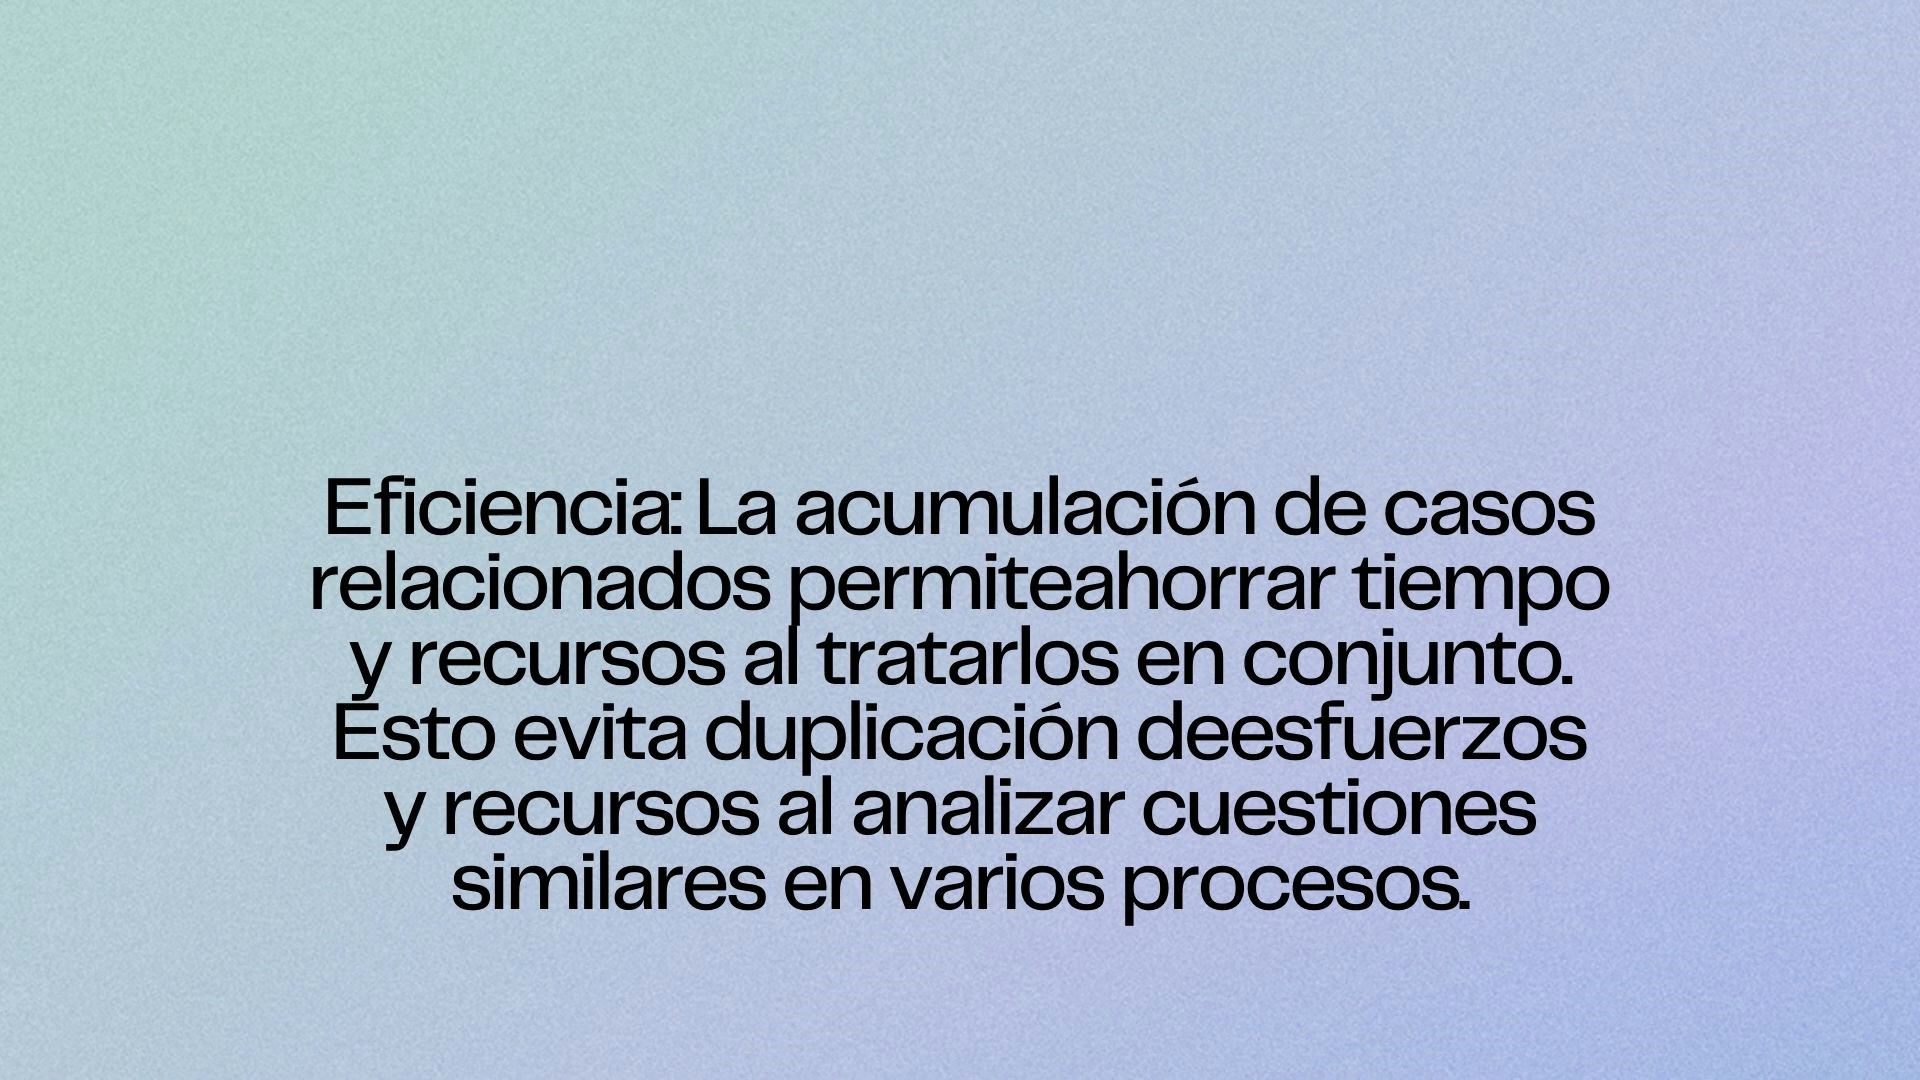 Eficiencia: La acumulación de casos
relacionados permiteahorrar tiempo
y recursos al tratarlos en conjunto.
Esto evita duplicación deesfuerzos
y recursos al analizar cuestiones
similares en varios procesos.